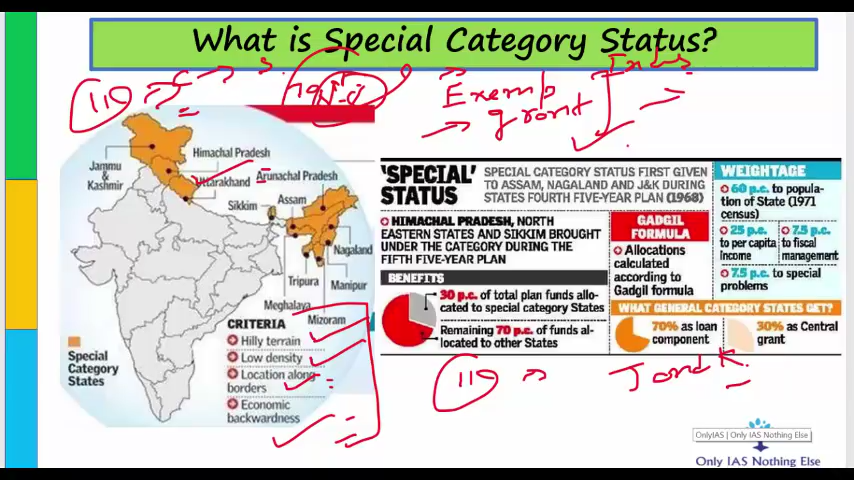 What is Special Category Status?
110
Exemp
grant
Himachal Pradesh
Jammu &
Kashmir
Uttarakhand
Arunachal Pradesh
Assam
Sikkim
Nagaland
Tripura
Manipur
Meghalaya
Mizoram
CRITERIA
Hilly terrain
Low density
Location along
borders
Economic
backwardness
Special
Category
States
'SPECIAL'
STATUS
SPECIAL CATEGORY STATUS FIRST GIVEN
TO ASSAM, NAGALAND AND J&K DURING
STATES FOURTH FIVE-YEAR PLAN (1968)
HIMACHAL PRADESH, NORTH
EASTERN STATES AND SIKKIM BROUGHT
UNDER THE CATEGORY DURING THE
FIFTH FIVE-YEAR PLAN
BENEFITS
30 p.c. of total plan funds allo-
cated to special category States
Remaining 70 p.c. of funds al-
located to other States
GADGIL
FORMULA
Allocations
calculated
according to
Gadgil formula
WEIGHTAGE
60 p.c. to popula-
tion of State (1971
census)
25 p.c.
to per capita
Income
7.5 p.c.
to fiscal
management
7.5 p.c. to special
problems
WHAT GENERAL CATEGORY STATES GET?
70% as loan
component
30% as Central
grant
110
J and K
OnlyIAS | Only IAS Nothing Else
Only IAS Nothing Else